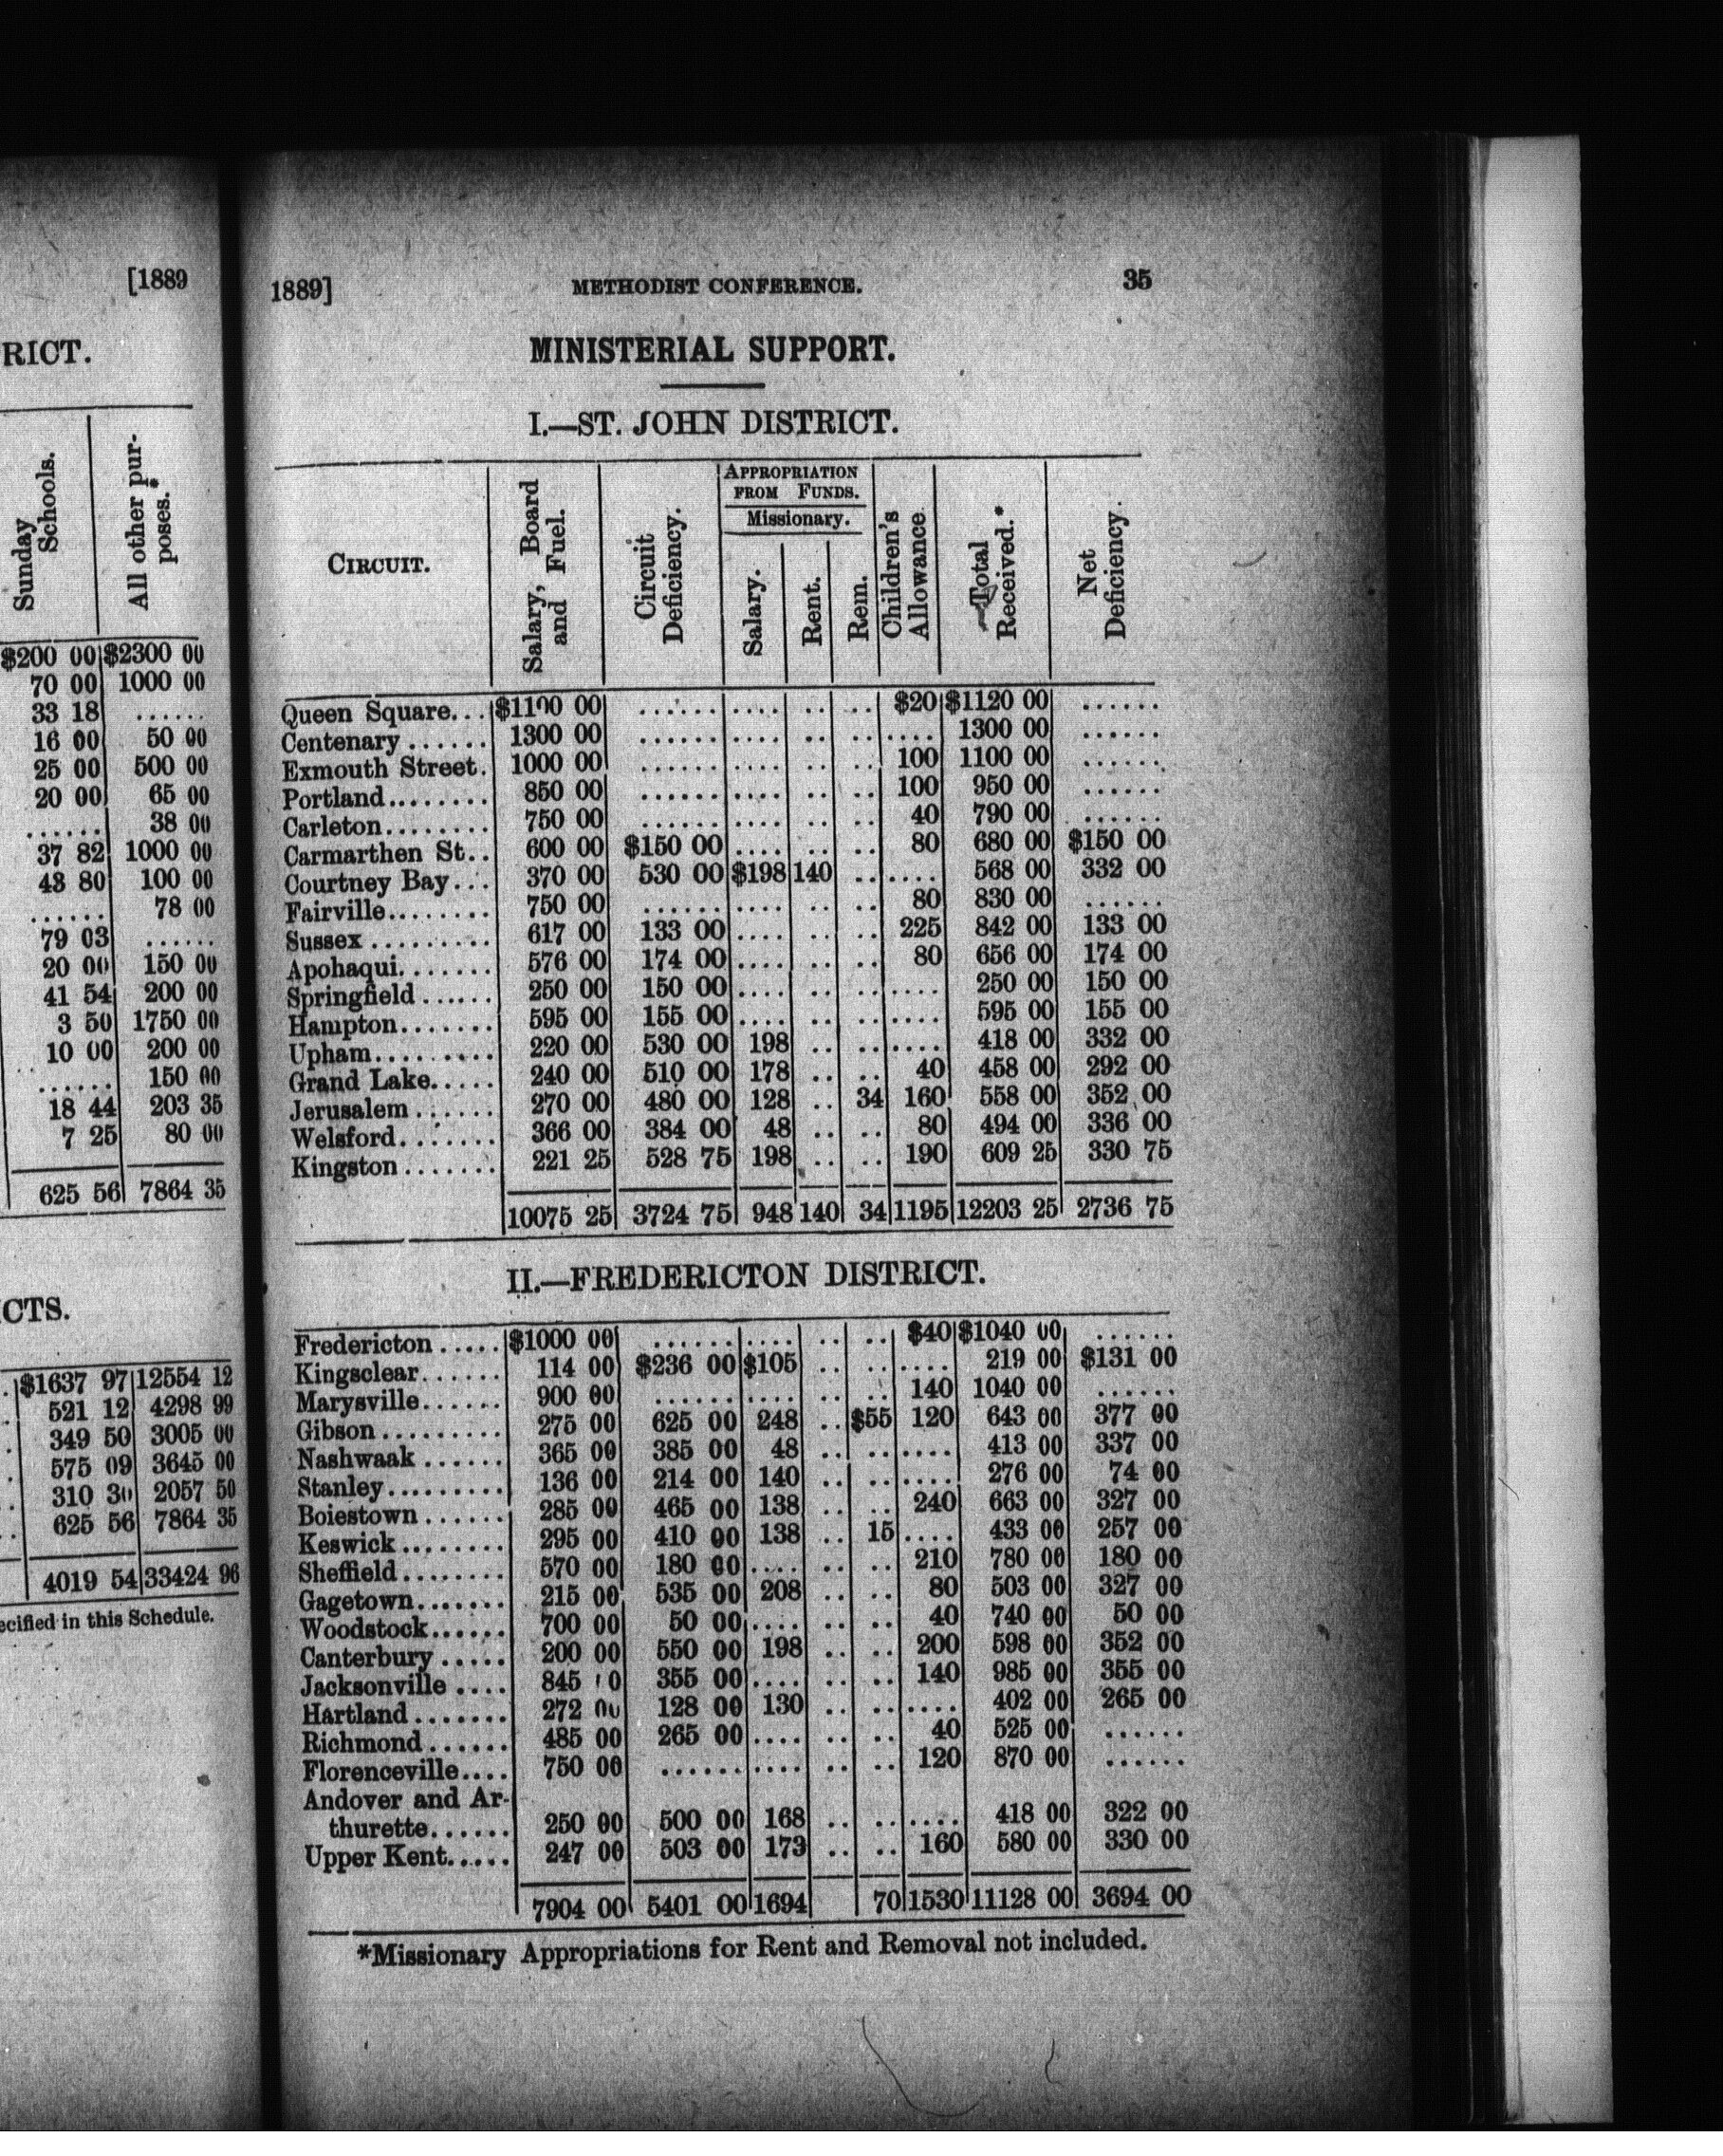 [1889
RICT.
Sunday Schools.
All other purposes.*
$200 00 $2300 00
70 00 1000 00
33 18 ......
16 00 50 00
25 00 500 00
20 00 65 00
...... 38 00
37 82 1000 00
43 80 100 00
...... 78 00
79 03 ......
20 00 150 00
41 54 200 00
3 50 1750 00
10 00 200 00
...... 150 00
18 44 203 35
7 25 80 00
625 56 7864 35
CTS.
$1637 97 12554 12
521 12 4298 99
349 50 3005 00
575 09 3645 00
310 30 2057 50
625 56 7864 35
4019 54 33424 96
ecified in this Schedule.
1889] METHODIST CONFERENCE. 35
MINISTERIAL SUPPORT.
I.—ST. JOHN DISTRICT.
CIRCUIT.
Salary, Board and Fuel.
Circuit Deficiency.
APPROPRIATION FROM FUNDS.
Missionary.
Salary.
Rent.
Rem.
Children's Allowance.
Total Received.*
Net Deficiency.
Queen Square... $1100 00 ...... .... .. .. $20 $1120 00 ......
Centenary ...... 1300 00 ...... .... .. .. .... 1300 00 ......
Exmouth Street. 1000 00 ...... .... .. .. 100 1100 00 ......
Portland........ 850 00 ...... .... .. .. 100 950 00 ......
Carleton........ 750 00 ...... .... .. .. 40 790 00 ......
Carmarthen St.. 600 00 $150 00 .... .. .. 80 680 00 $150 00
Courtney Bay... 370 00 530 00 $198 140 .. .... 568 00 332 00
Fairville........ 750 00 ...... .... .. .. 80 830 00 ......
Sussex ......... 617 00 133 00 .... .. .. 225 842 00 133 00
Apohaqui....... 576 00 174 00 .... .. .. 80 656 00 174 00
Springfield ...... 250 00 150 00 .... .. .. .... 250 00 150 00
Hampton....... 595 00 155 00 .... .. .. .... 595 00 155 00
Upham......... 220 00 530 00 198 .. .. .... 418 00 332 00
Grand Lake..... 240 00 510 00 178 .. .. 40 458 00 292 00
Jerusalem ...... 270 00 480 00 128 .. 34 160 558 00 352 00
Welsford........ 366 00 384 00 48 .. .. 80 494 00 336 00
Kingston ....... 221 25 528 75 198 .. .. 190 609 25 330 75
10075 25 3724 75 948 140 34 1195 12203 25 2736 75
II.—FREDERICTON DISTRICT.
Fredericton ..... $1000 00 ...... .... .. .. $40 $1040 00 ......
Kingsclear...... 114 00 $236 00 $105 .. .. .... 219 00 $131 00
Marysville...... 900 00 ...... .... .. .. 140 1040 00 ......
Gibson ......... 275 00 625 00 248 .. $55 120 643 00 377 00
Nashwaak ...... 365 00 385 00 48 .. .. .... 413 00 337 00
Stanley......... 136 00 214 00 140 .. .. .... 276 00 74 00
Boiestown ...... 285 00 465 00 138 .. .. 240 663 00 327 00
Keswick ........ 295 00 410 00 138 .. 15 .... 433 00 257 00
Sheffield ........ 570 00 180 00 .... .. .. 210 780 00 180 00
Gagetown....... 215 00 535 00 208 .. .. 80 503 00 327 00
Woodstock...... 700 00 50 00 .... .. .. 40 740 00 50 00
Canterbury ..... 200 00 550 00 198 .. .. 200 598 00 352 00
Jacksonville .... 845 00 355 00 .... .. .. 140 985 00 355 00
Hartland ....... 272 00 128 00 130 .. .. .... 402 00 265 00
Richmond ...... 485 00 265 00 .... .. .. 40 525 00 ......
Florenceville.... 750 00 ...... .... .. .. 120 870 00 ......
Andover and Ar-
thurette...... 250 00 500 00 168 .. .. .... 418 00 322 00
Upper Kent..... 247 00 503 00 173 .. .. 160 580 00 330 00
7904 00 5401 00 1694 70 1530 11128 00 3694 00
*Missionary Appropriations for Rent and Removal not included.